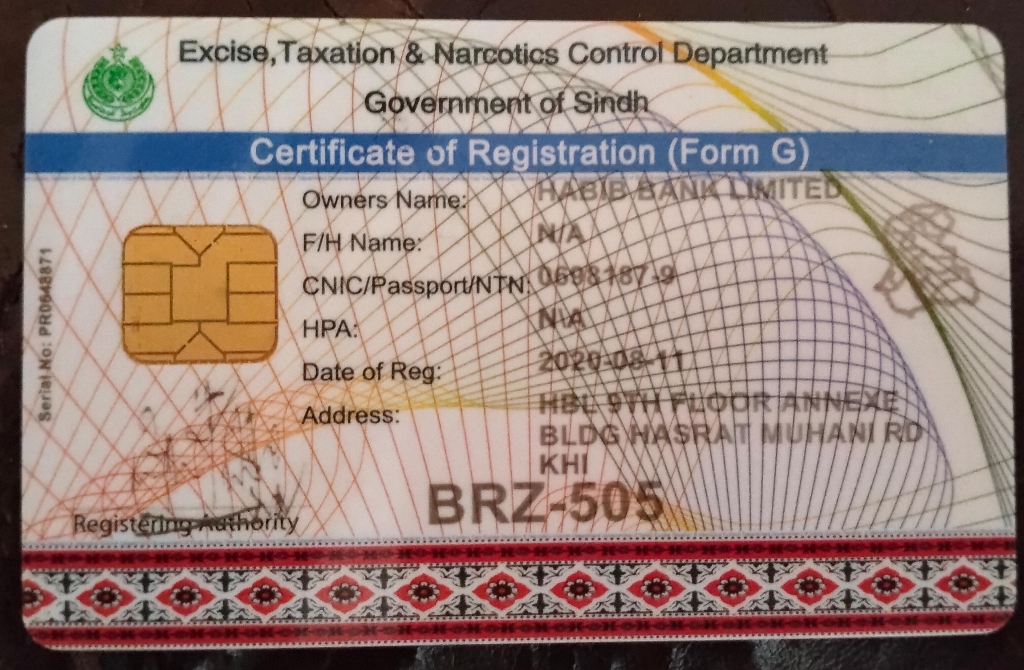 Excise,Taxation & Narcotics Control Department
Government of Sindh
Certificate of Registration (Form G)
Owners Name: HABIB BANK LIMITED
F/H Name: N/A
CNIC/Passport/NTN: 0698187-9
HPA: N\A
Date of Reg: 2020-08-11
Address: HBL 9TH FLOOR ANNEXE
BLDG HASRAT MUHANI RD
KHI
BRZ-505
Registering Authority
Serial No: PR0648871